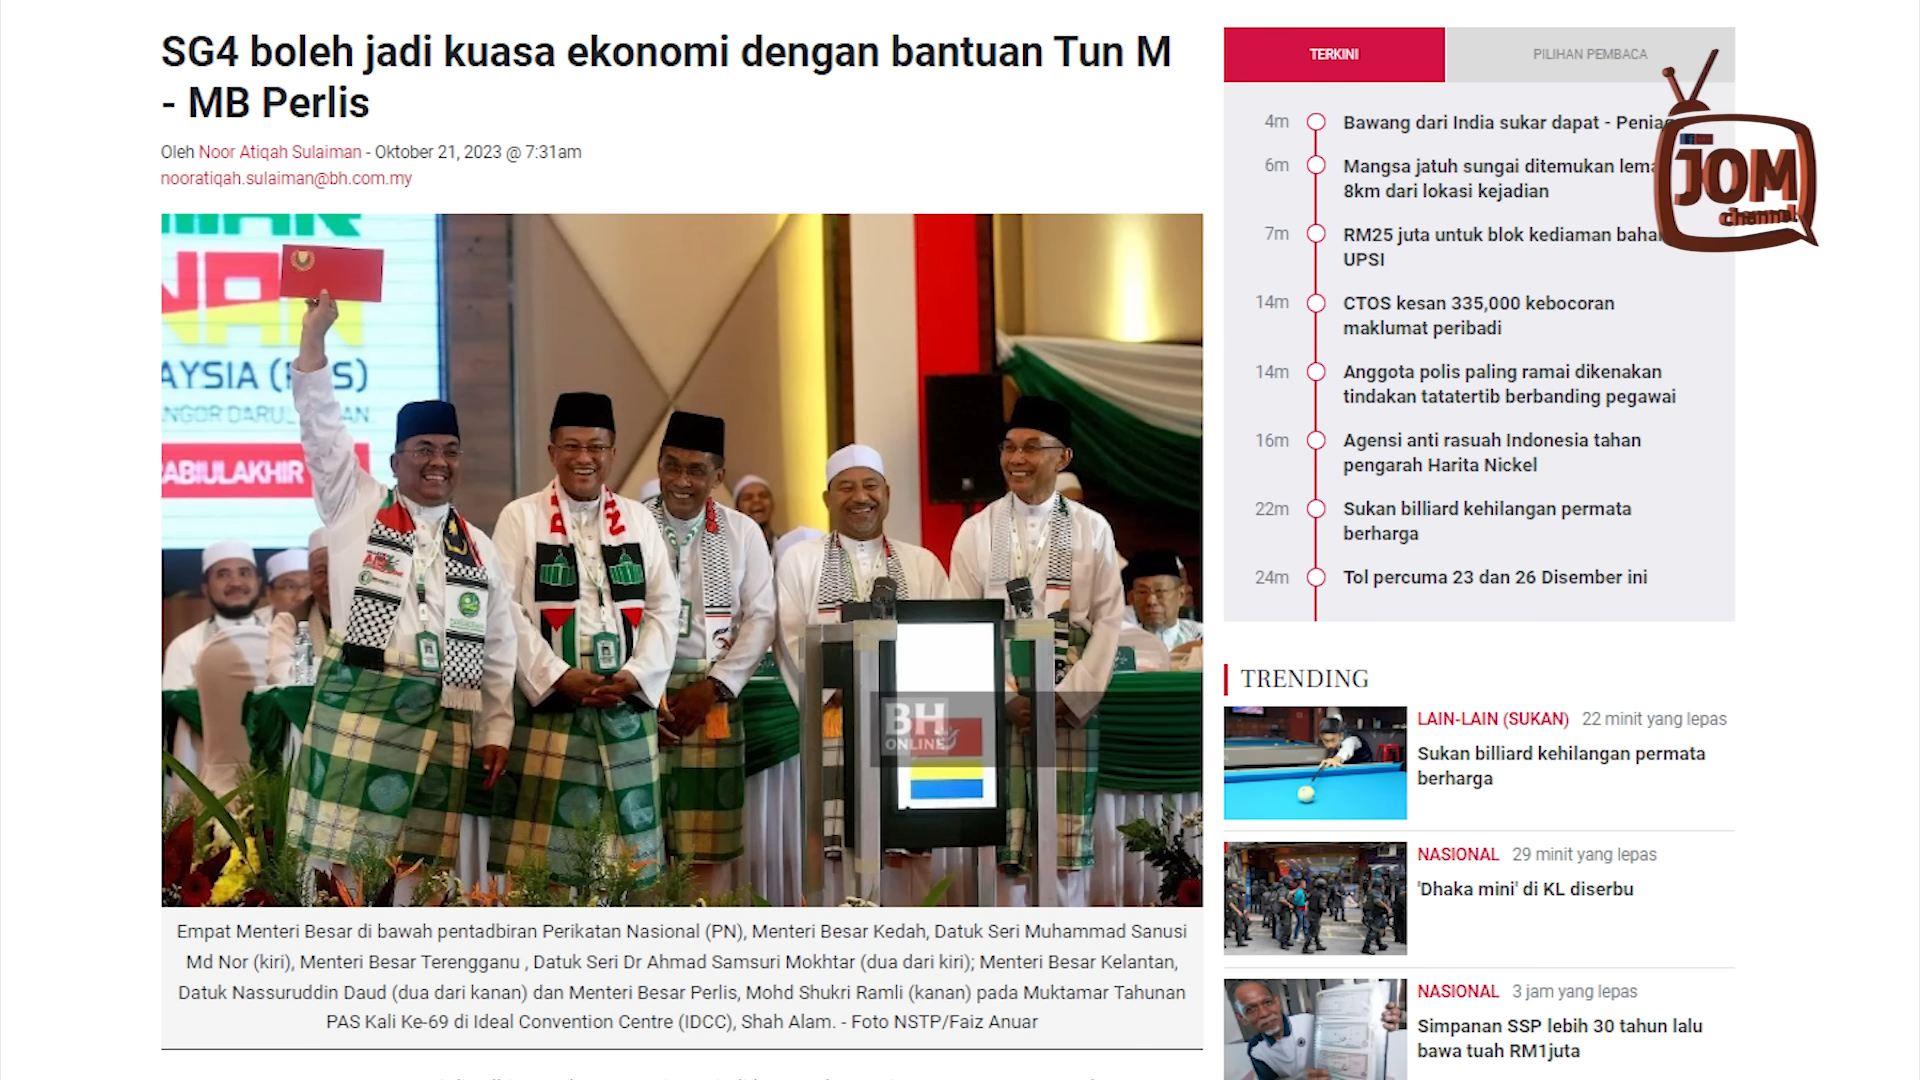 SG4 boleh jadi kuasa ekonomi dengan bantuan Tun M
- MB Perlis
Oleh Noor Atiqah Sulaiman - Oktober 21, 2023 @ 7:31am
nooratiqah.sulaiman@bh.com.my
AYSIA (
RABIULAKHIR
BH
ONLINE
Empat Menteri Besar di bawah pentadbiran Perikatan Nasional (PN), Menteri Besar Kedah, Datuk Seri Muhammad Sanusi
Md Nor (kiri), Menteri Besar Terengganu , Datuk Seri Dr Ahmad Samsuri Mokhtar (dua dari kiri); Menteri Besar Kelantan,
Datuk Nassuruddin Daud (dua dari kanan) dan Menteri Besar Perlis, Mohd Shukri Ramli (kanan) pada Muktamar Tahunan
PAS Kali Ke-69 di Ideal Convention Centre (IDCC), Shah Alam. - Foto NSTP/Faiz Anuar
TERKINI
PILIHAN PEMBACA
JOM
channel
4m
Bawang dari India sukar dapat -
6m
Mangsa jatuh sungai ditemukan
8km dari lokasi kejadian
7m
RM25 juta untuk blok kediaman
UPSI
14m
CTOS kesan 335,000 kebocoran
maklumat peribadi
14m
Anggota polis paling ramai dikenakan
tindakan tatatertib berbanding pegawai
16m
Agensi anti rasuah Indonesia tahan
pengarah Harita Nickel
22m
Sukan billiard kehilangan permata
berharga
24m
Tol percuma 23 dan 26 Disember ini
TRENDING
LAIN-LAIN (SUKAN) 22 minit yang lepas
Sukan billiard kehilangan permata
berharga
NASIONAL 29 minit yang lepas
'Dhaka mini' di KL diserbu
NASIONAL 3 jam yang lepas
Simpanan SSP lebih 30 tahun lalu
bawa tuah RM1juta